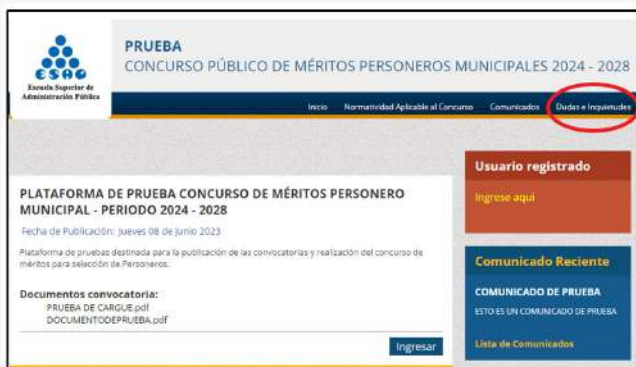 esap
Escuela Superior de
Administración Pública
PRUEBA
CONCURSO PÚBLICO DE MÉRITOS PERSONEROS MUNICIPALES 2024 - 2028
Inicio Normatividad Aplicable al Concurso Comunicados Dudas e Inquietudes
PLATAFORMA DE PRUEBA CONCURSO DE MÉRITOS PERSONERO
MUNICIPAL - PERIODO 2024 - 2028
Fecha de Publicación: Jueves 08 de Junio 2023
Plataforma de pruebas destinada para la publicación de las convocatorias y realización del concurso de
méritos para selección de Personeros.
Documentos convocatoria:
PRUEBA DE CARGUE.pdf
DOCUMENTODEPRUEBA.pdf
Ingresar
Usuario registrado
Ingrese aquí
Comunicado Reciente
COMUNICADO DE PRUEBA
ESTO ES UN COMUNICADO DE PRUEBA
Lista de Comunicados